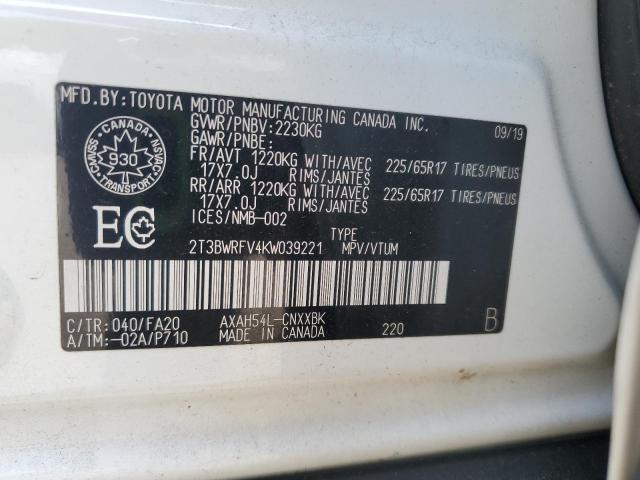 MFD.BY:TOYOTA MOTOR MANUFACTURING CANADA INC. 09/19
GVWR/PNBV:2230KG
GAWR/PNBE:
FR/AVT 1220KG WITH/AVEC 225/65R17 TIRES/PNEUS
17X7.0J RIMS/JANTES
RR/ARR 1220KG WITH/AVEC 225/65R17 TIRES/PNEUS
17X7.0J RIMS/JANTES
ICES/NMB-002
CANADA
CMVSS 930 NSVAC
TRANSPORT
EC
TYPE
2T3BWRFV4KW039221 MPV/VTUM
C/TR:040/FA20 AXAH54L-CNXXBK
A/TM:-02A/P710 MADE IN CANADA 220 B